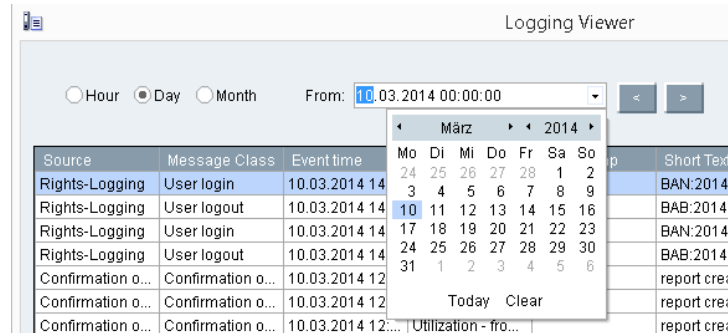 Logging Viewer
Hour Day Month From: 10.03.2014 00:00:00 < >
März 2014
Source Message Class Event time Short Text
Mo Di Mi Do Fr Sa So
24 25 26 27 28 1 2
Rights-Logging User login 10.03.2014 14 BAN:2014
3 4 5 6 7 8 9
Rights-Logging User logout 10.03.2014 14 BAB:2014
10 11 12 13 14 15 16
Rights-Logging User login 10.03.2014 14 BAN:2014
17 18 19 20 21 22 23
Rights-Logging User logout 10.03.2014 14 BAB:2014
24 25 26 27 28 29 30
Confirmation o... Confirmation o... 10.03.2014 12 report crea
31 1 2 3 4 5 6
Confirmation o... Confirmation o... 10.03.2014 12 report crea
Today Clear
Confirmation o... Confirmation o... 10.03.2014 12:... Utilization - fro... report crea